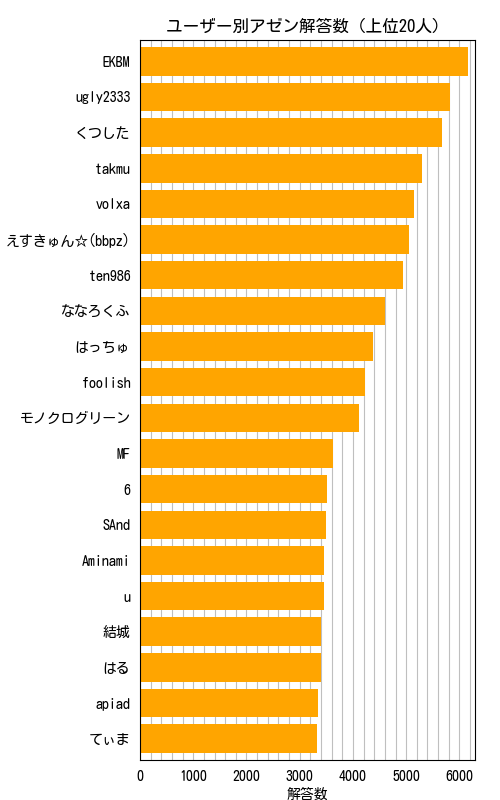 ユーザー別アゼン解答数 (上位20人)
EKBM
ugly2333
くつした
takmu
volxa
えすきゅん☆(bbpz)
ten986
ななろくふ
はっちゅ
foolish
モノクログリーン
MF
6
SAnd
Aminami
u
結城
はる
apiad
てぃま
0 1000 2000 3000 4000 5000 6000
解答数